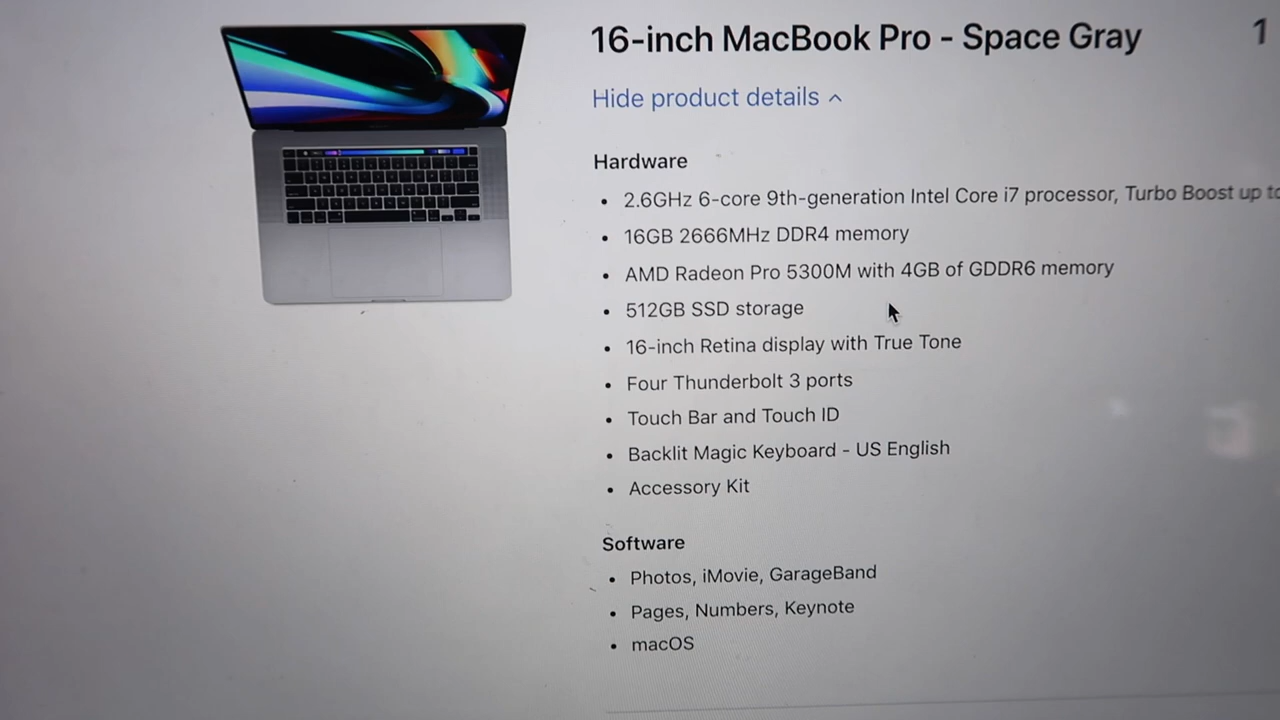 16-inch MacBook Pro - Space Gray
1
Hide product details
Hardware
• 2.6GHz 6-core 9th-generation Intel Core i7 processor, Turbo Boost up to
• 16GB 2666MHz DDR4 memory
• AMD Radeon Pro 5300M with 4GB of GDDR6 memory
• 512GB SSD storage
• 16-inch Retina display with True Tone
• Four Thunderbolt 3 ports
• Touch Bar and Touch ID
• Backlit Magic Keyboard - US English
• Accessory Kit
Software
• Photos, iMovie, GarageBand
• Pages, Numbers, Keynote
• macOS